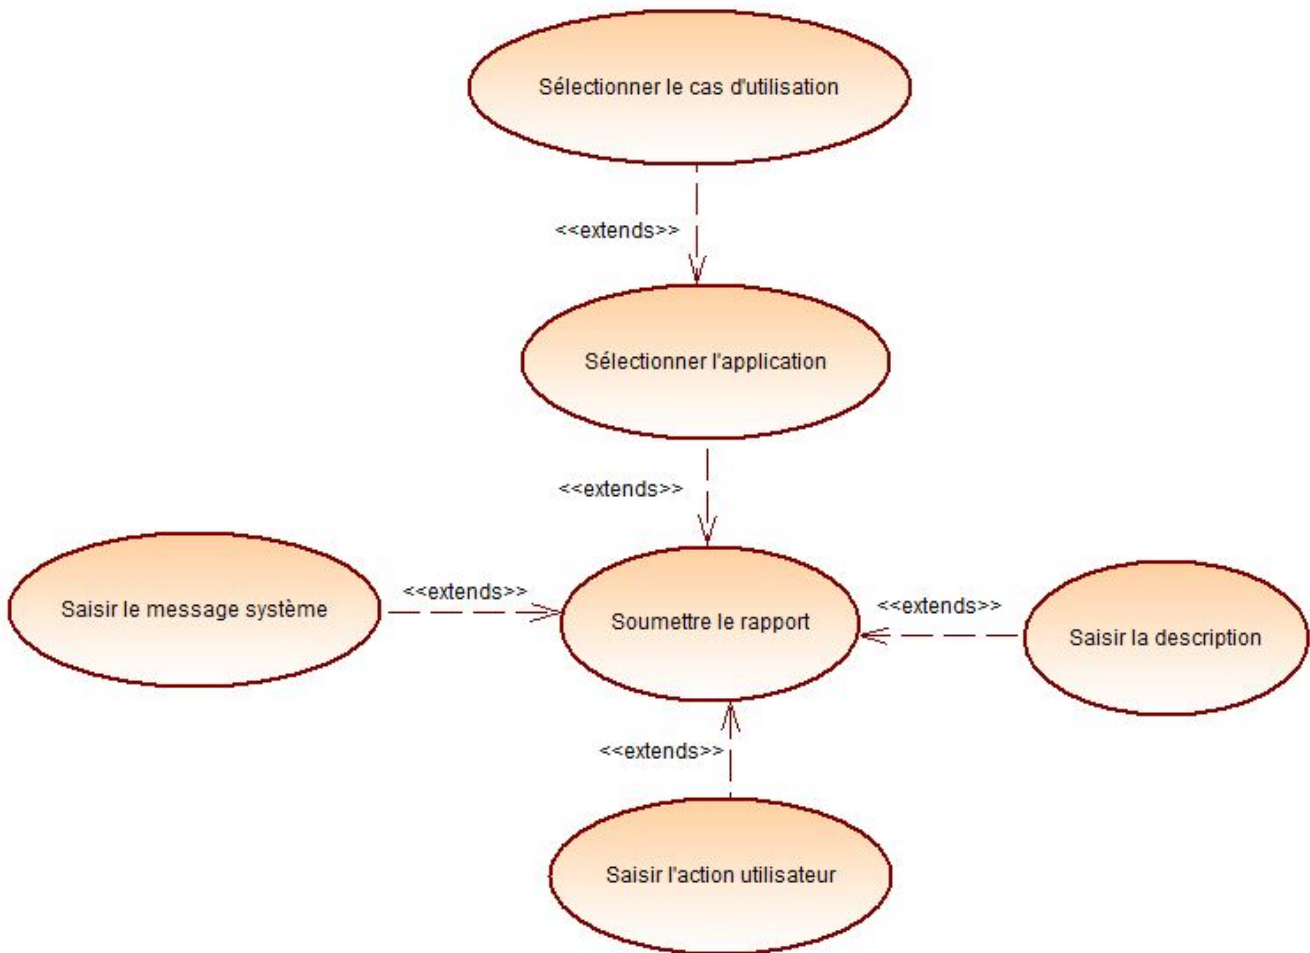 Sélectionner le cas d'utilisation
<<extends>>
Sélectionner l'application
<<extends>>
Saisir le message système
<<extends>>
Soumettre le rapport
<<extends>>
Saisir la description
<<extends>>
Saisir l'action utilisateur